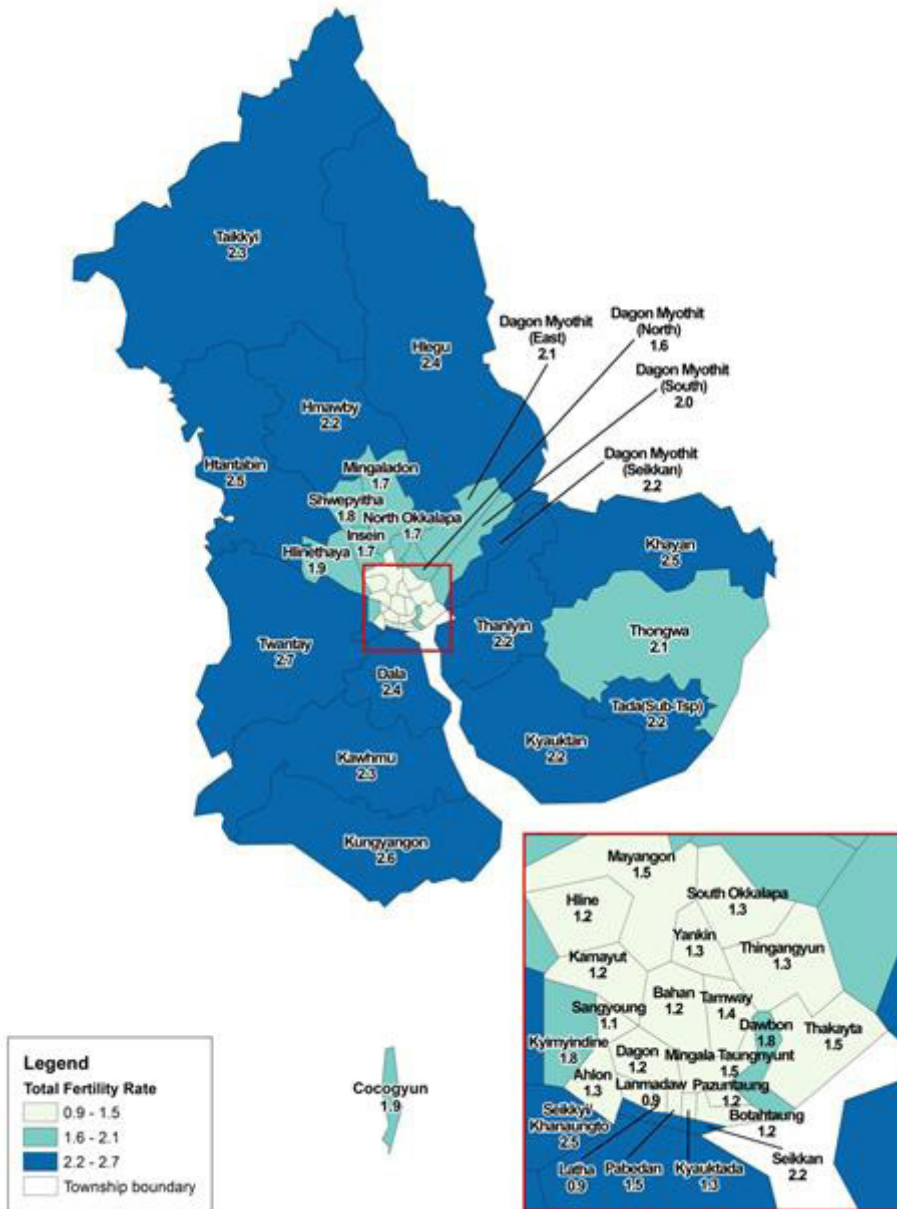 Taikkyi
2.3
Hlegu
2.4
Dagon Myothit
(East)
2.1
Dagon Myothit
(North)
1.6
Dagon Myothit
(South)
2.0
Dagon Myothit
(Seikkan)
2.2
Hmawby
2.2
Htantabin
2.5
Mingaladon
1.7
Shwepyitha
1.8
North Okkalapa
1.7
Insein
1.7
Hlinethaya
1.9
Khayan
2.5
Thongwa
2.1
Thanlyin
2.2
Twantay
2.7
Dala
2.4
Tada(Sub-Tsp)
2.2
Kyauktan
2.2
Kawhmu
2.3
Kungyangon
2.6
Cocogyun
1.9
Mayangon
1.5
South Okkalapa
1.3
Hline
1.2
Yankin
1.3
Thingangyun
1.3
Kamayut
1.2
Bahan
1.2
Tamway
1.4
Sangyoung
1.1
Dawbon
1.8
Thakayta
1.5
Kyimyindine
1.8
Dagon
1.2
Mingala Taungnyunt
1.5
Ahlon
1.3
Lanmadaw
0.9
Pazuntaung
1.2
Seikkyi/
Khanaungto
2.5
Botahtaung
1.2
Latha
0.9
Pabedan
1.5
Kyauktada
1.3
Seikkan
2.2
Legend
Total Fertility Rate
0.9 - 1.5
1.6 - 2.1
2.2 - 2.7
Township boundary